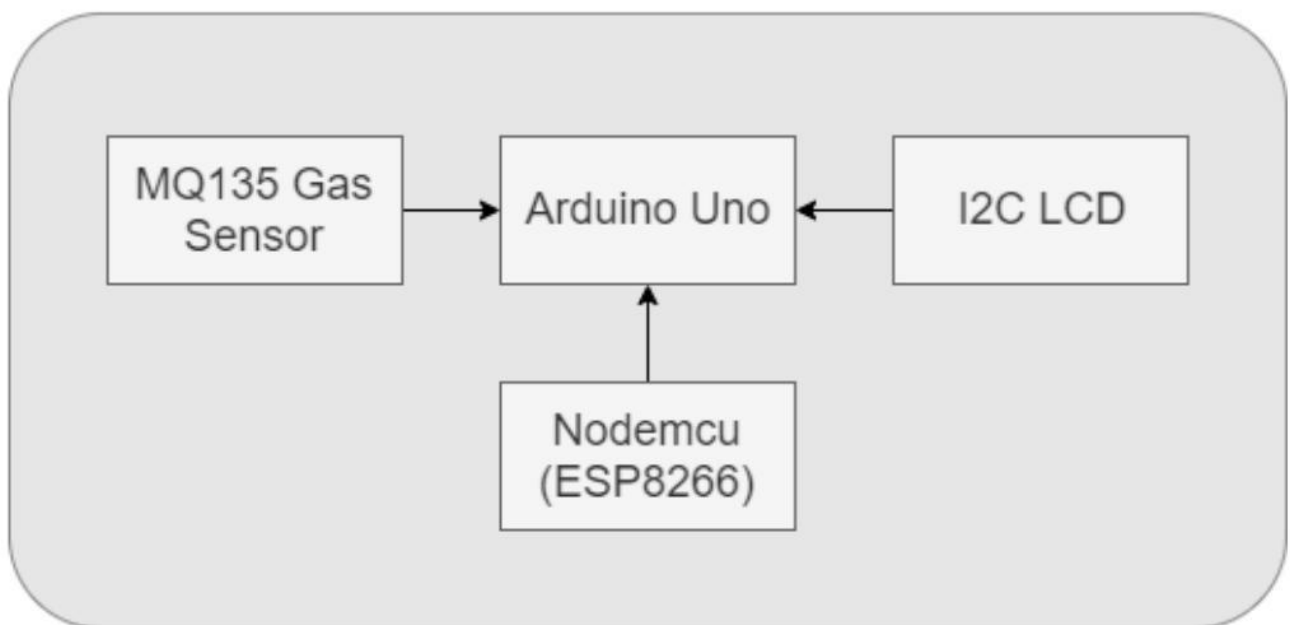 MQ135 Gas
Sensor
Arduino Uno
I2C LCD
Nodemcu
(ESP8266)